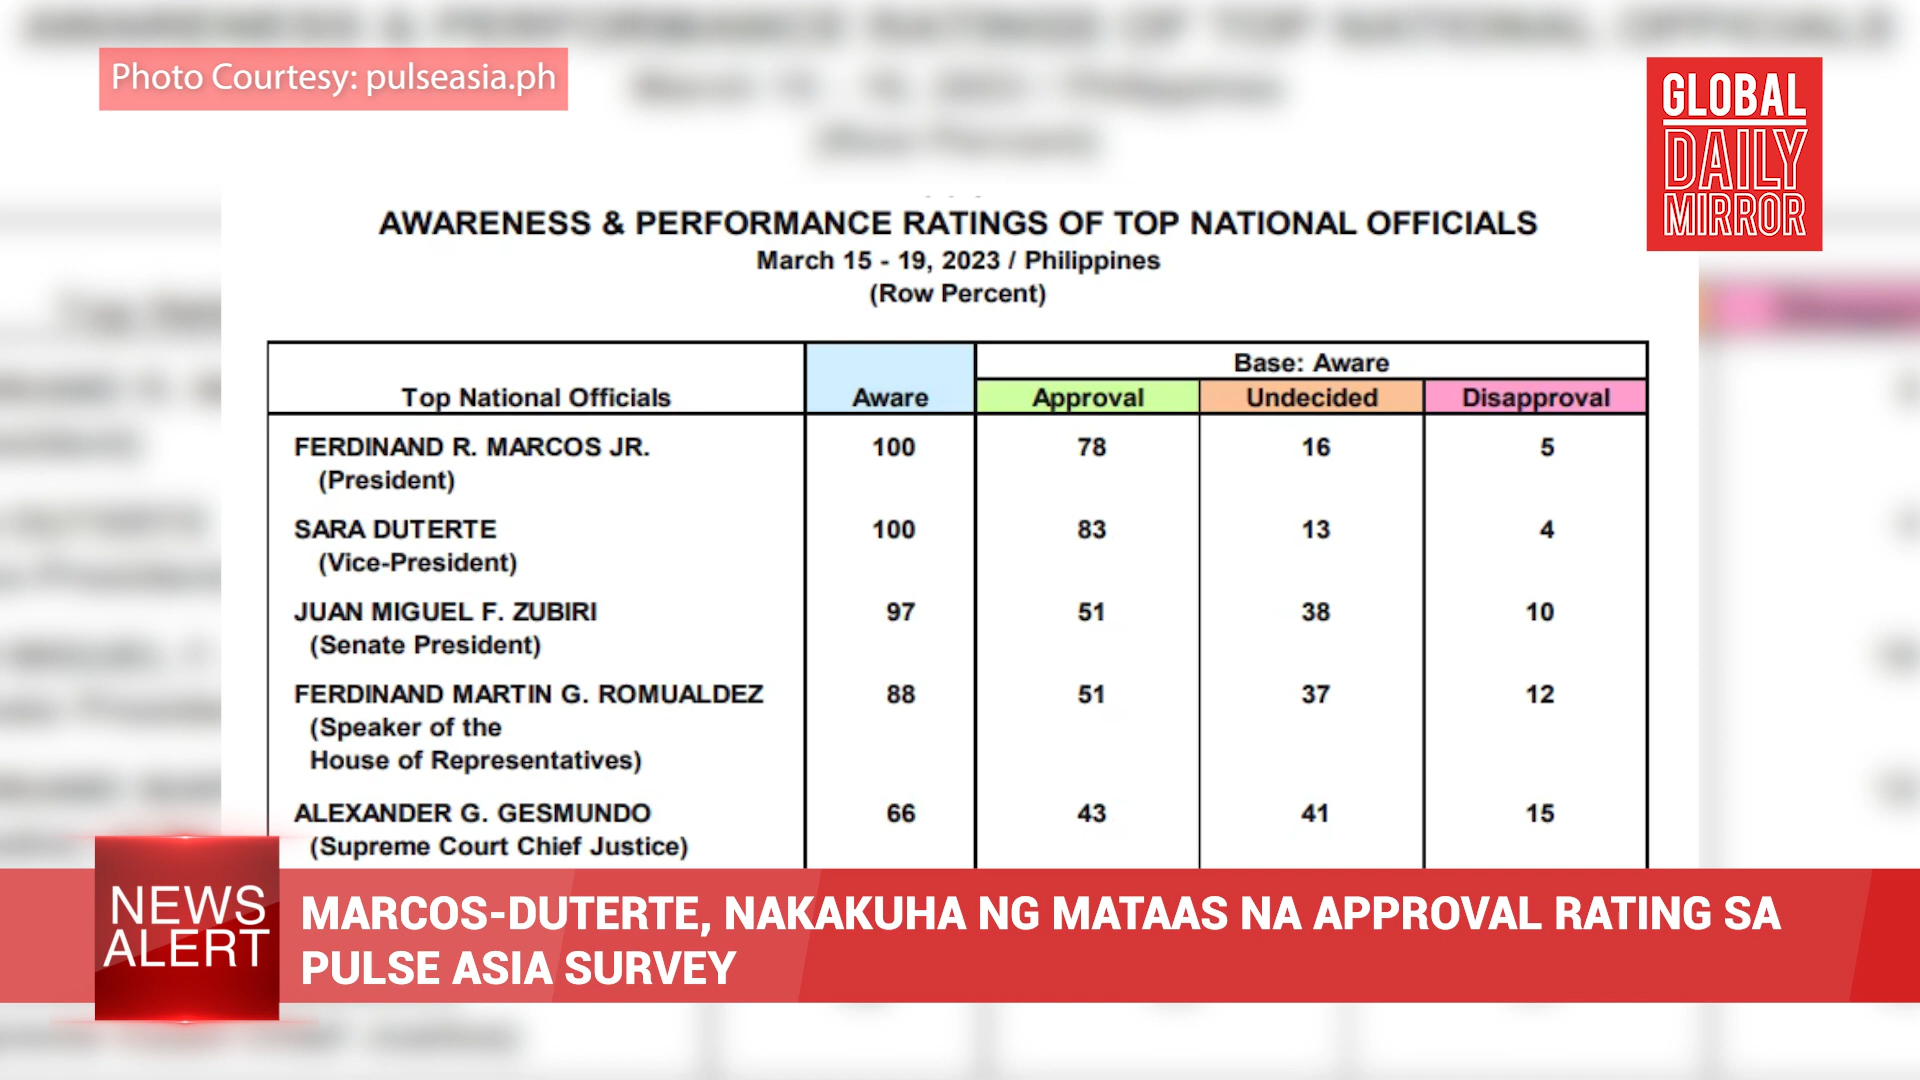 Photo Courtesy: pulseasia.ph
GLOBAL
DAILY
MIRROR
AWARENESS & PERFORMANCE RATINGS OF TOP NATIONAL OFFICIALS
March 15 - 19, 2023 / Philippines
(Row Percent)
Base: Aware
Top National Officials Aware Approval Undecided Disapproval
FERDINAND R. MARCOS JR. 100 78 16 5
(President)
SARA DUTERTE 100 83 13 4
(Vice-President)
JUAN MIGUEL F. ZUBIRI 97 51 38 10
(Senate President)
FERDINAND MARTIN G. ROMUALDEZ 88 51 37 12
(Speaker of the
House of Representatives)
ALEXANDER G. GESMUNDO 66 43 41 15
(Supreme Court Chief Justice)
NEWS
ALERT
MARCOS-DUTERTE, NAKAKUHA NG MATAAS NA APPROVAL RATING SA
PULSE ASIA SURVEY